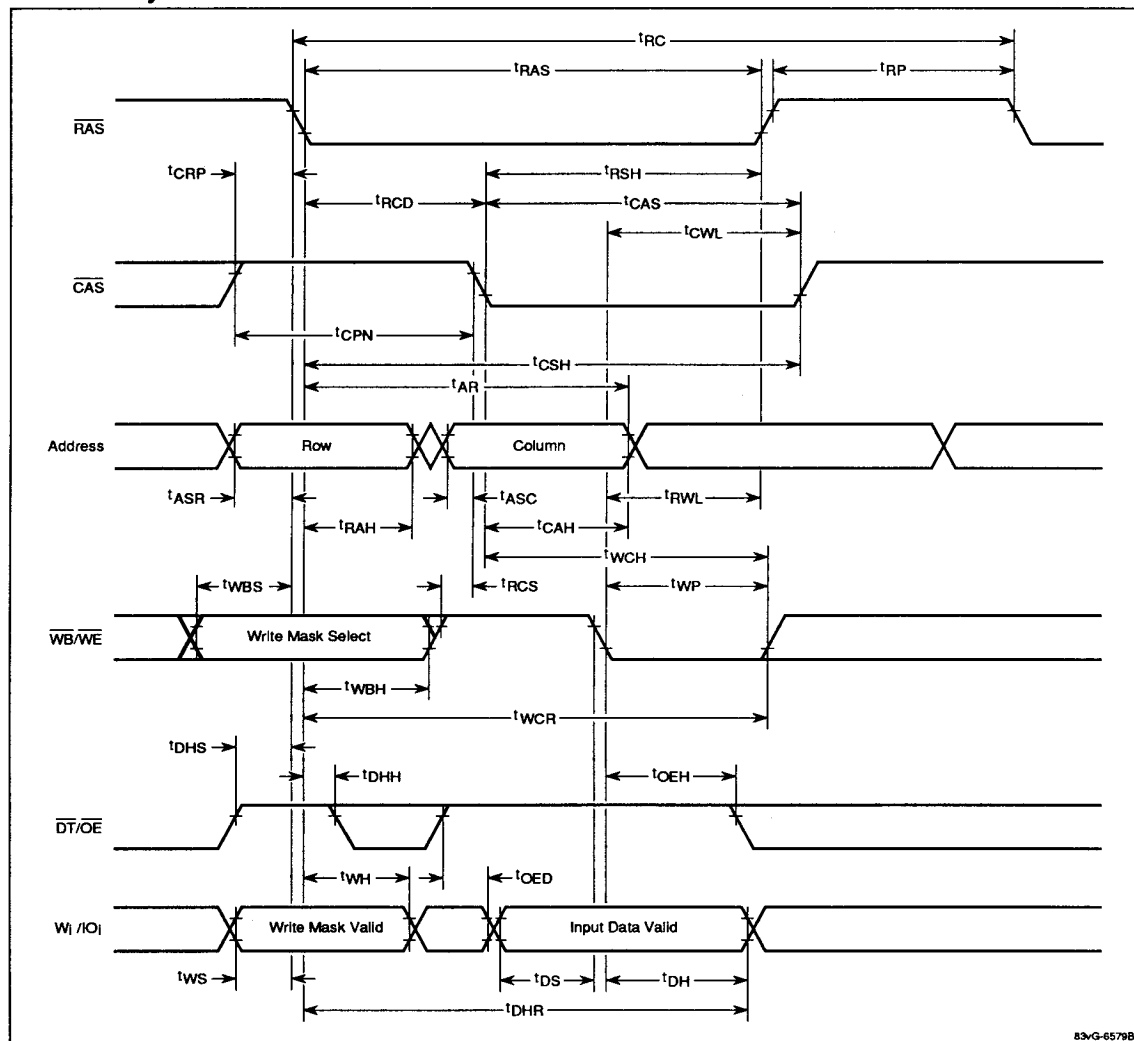 tRC
tRAS
tRP
RAS
tCRP
tRSH
tRCD
tCAS
tCWL
CAS
tCPN
tCSH
tAR
Address
Row
Column
tASR
tASC
tRWL
tRAH
tCAH
tWCH
tWBS
tRCS
tWP
WB/WE
Write Mask Select
tWBH
tWCR
tDHS
tDHH
tOEH
DT/OE
tWH
tOED
Wi /IOi
Write Mask Valid
Input Data Valid
tWS
tDS
tDH
tDHR
83vG-6579B